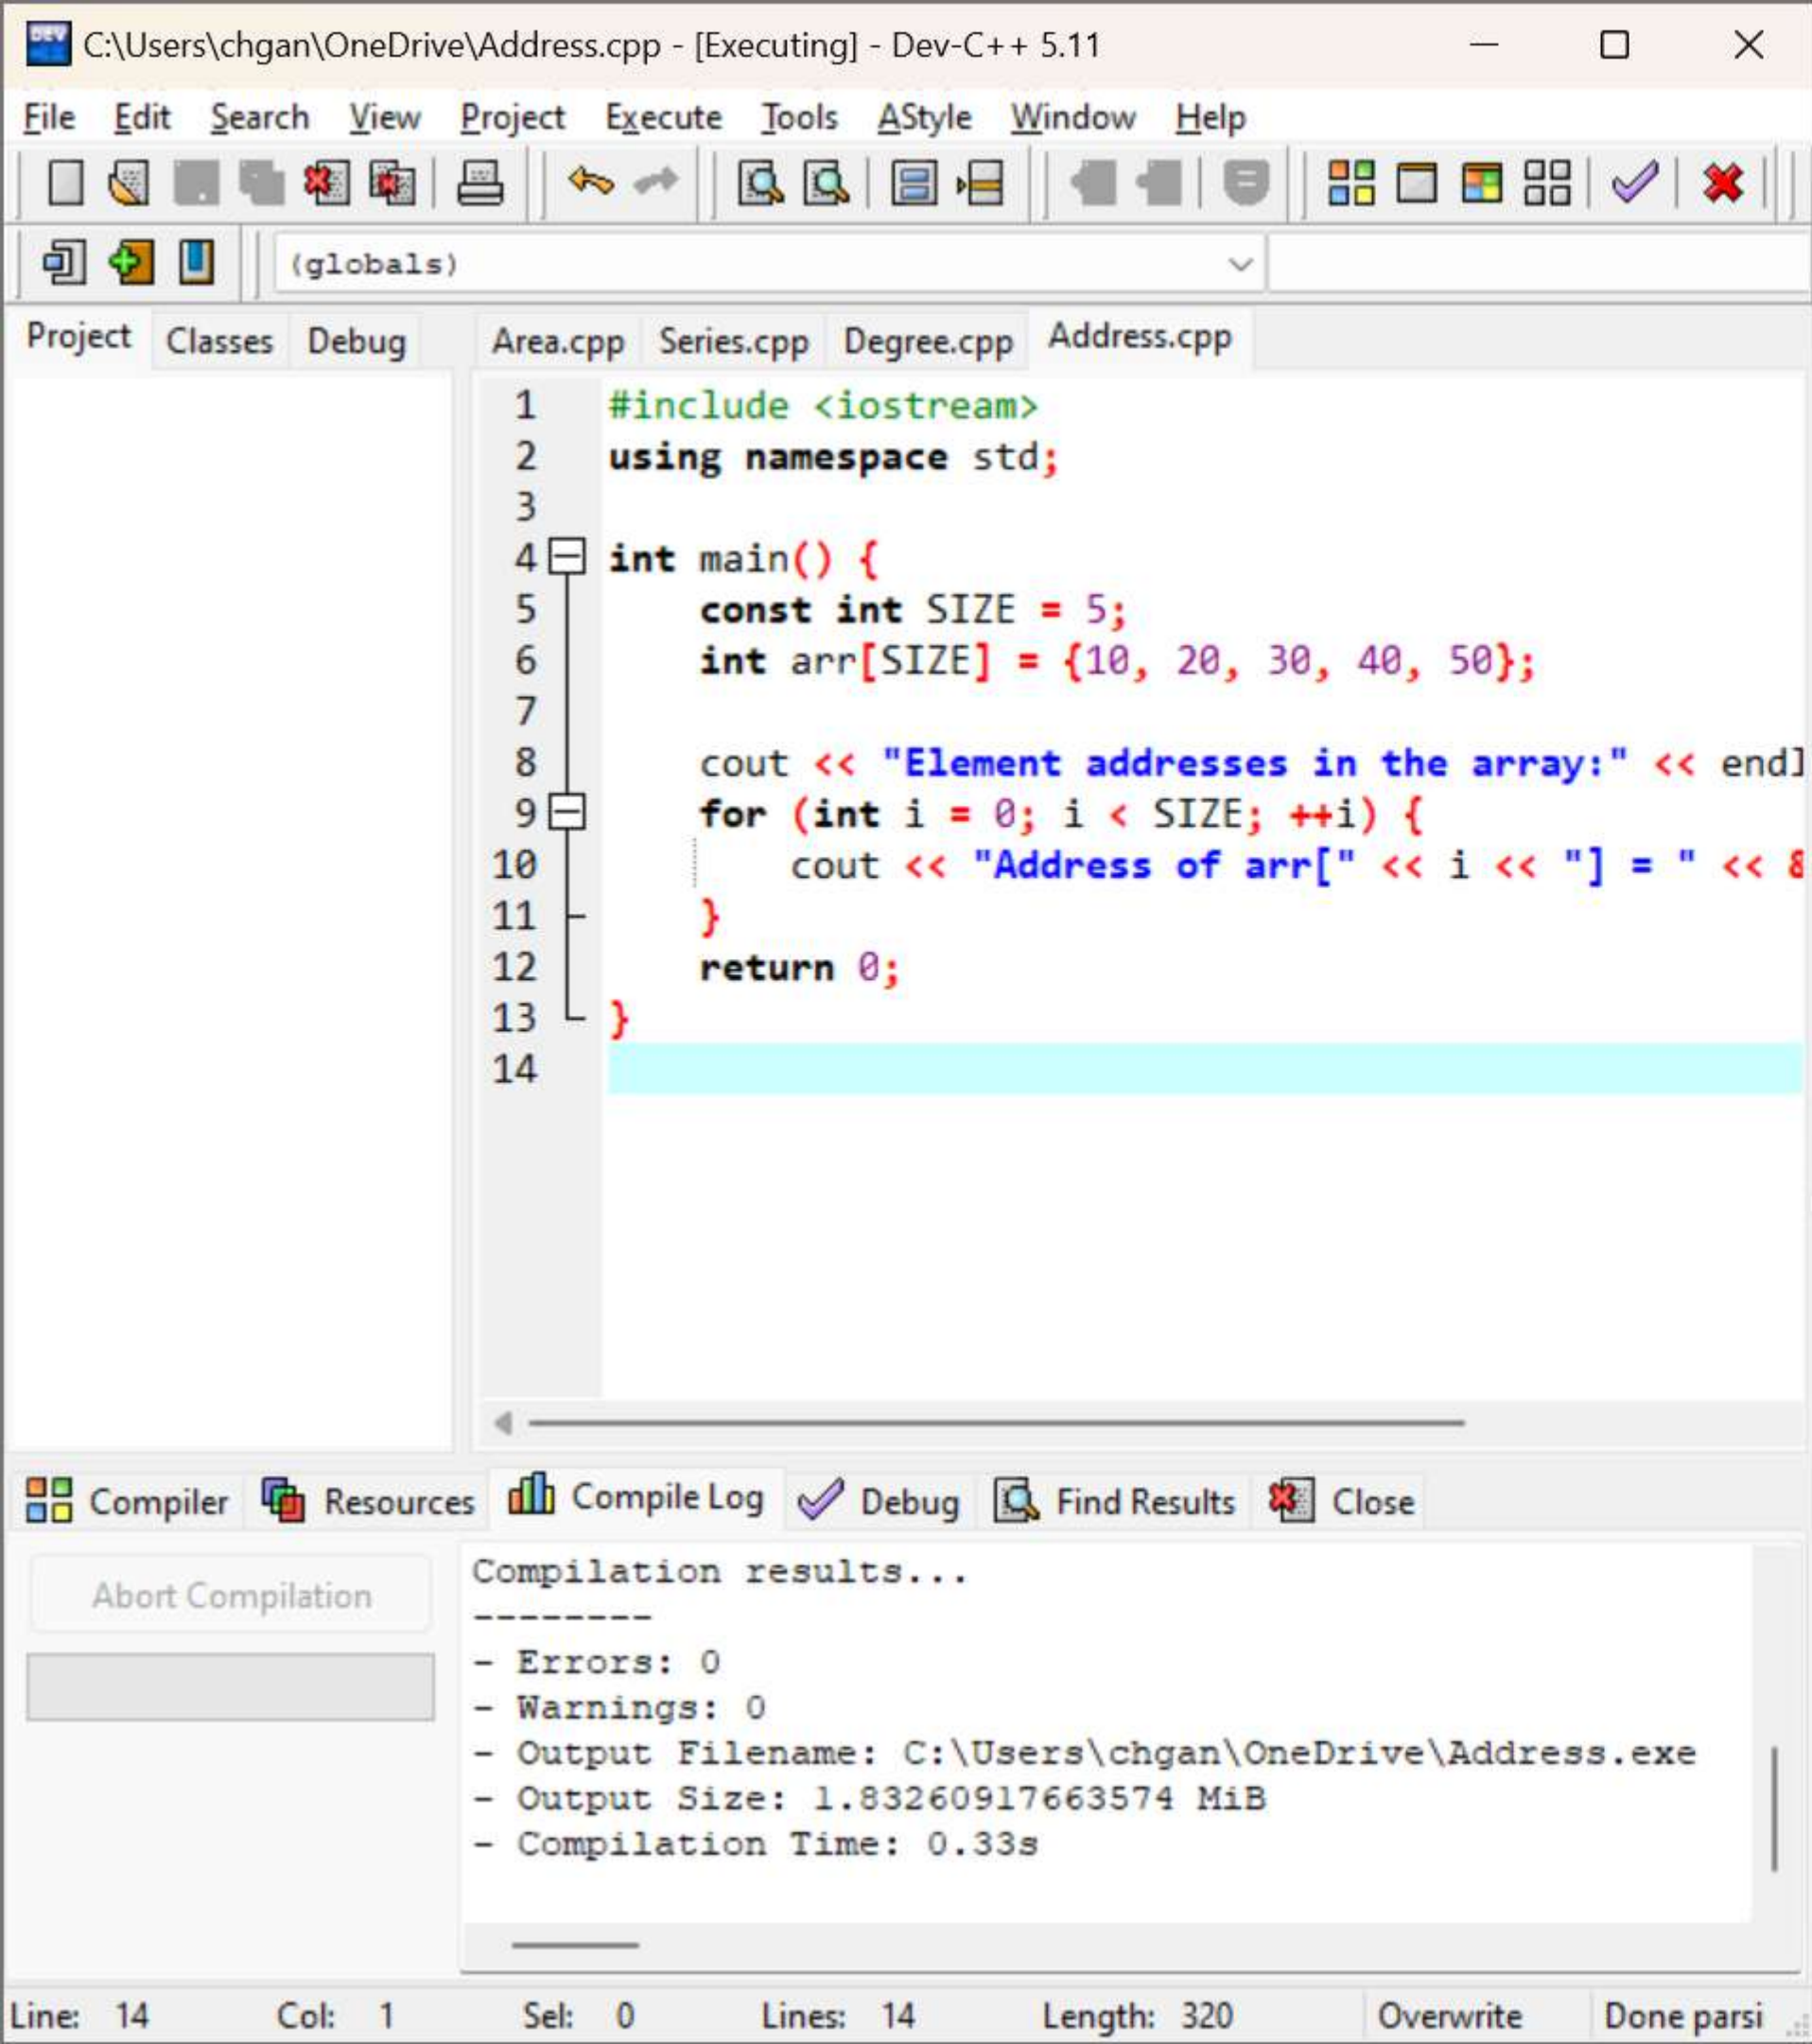 C:\Users\chgan\OneDrive\Address.cpp - [Executing] - Dev-C++ 5.11
File Edit Search View Project Execute Tools AStyle Window Help
(globals)
Project Classes Debug
Area.cpp Series.cpp Degree.cpp Address.cpp
1 #include <iostream>
2 using namespace std;
3
4 int main() {
5 const int SIZE = 5;
6 int arr[SIZE] = {10, 20, 30, 40, 50};
7
8 cout << "Element addresses in the array:" << endl
9 for (int i = 0; i < SIZE; ++i) {
10 cout << "Address of arr[" << i << "] = " << &
11 }
12 return 0;
13 }
14
Compiler Resources Compile Log Debug Find Results Close
Abort Compilation
Compilation results...
--------
- Errors: 0
- Warnings: 0
- Output Filename: C:\Users\chgan\OneDrive\Address.exe
- Output Size: 1.83260917663574 MiB
- Compilation Time: 0.33s
Line: 14 Col: 1 Sel: 0 Lines: 14 Length: 320 Overwrite Done parsi